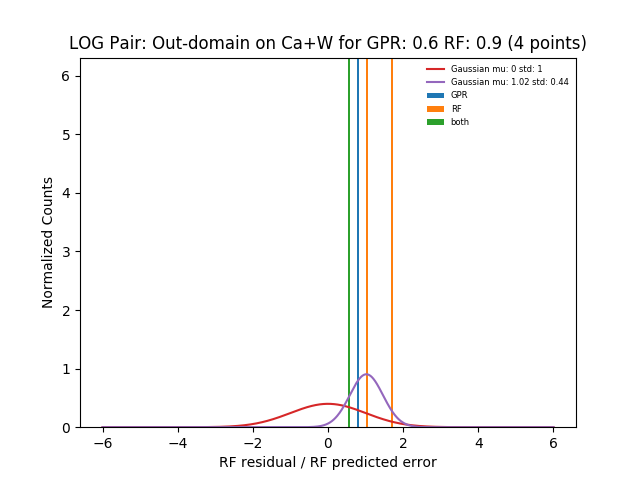 LOG Pair: Out-domain on Ca+W for GPR: 0.6 RF: 0.9 (4 points)
Gaussian mu: 0 std: 1
Gaussian mu: 1.02 std: 0.44
GPR
RF
both
Normalized Counts
6
5
4
3
2
1
0
−6
−4
−2
0
2
4
6
RF residual / RF predicted error